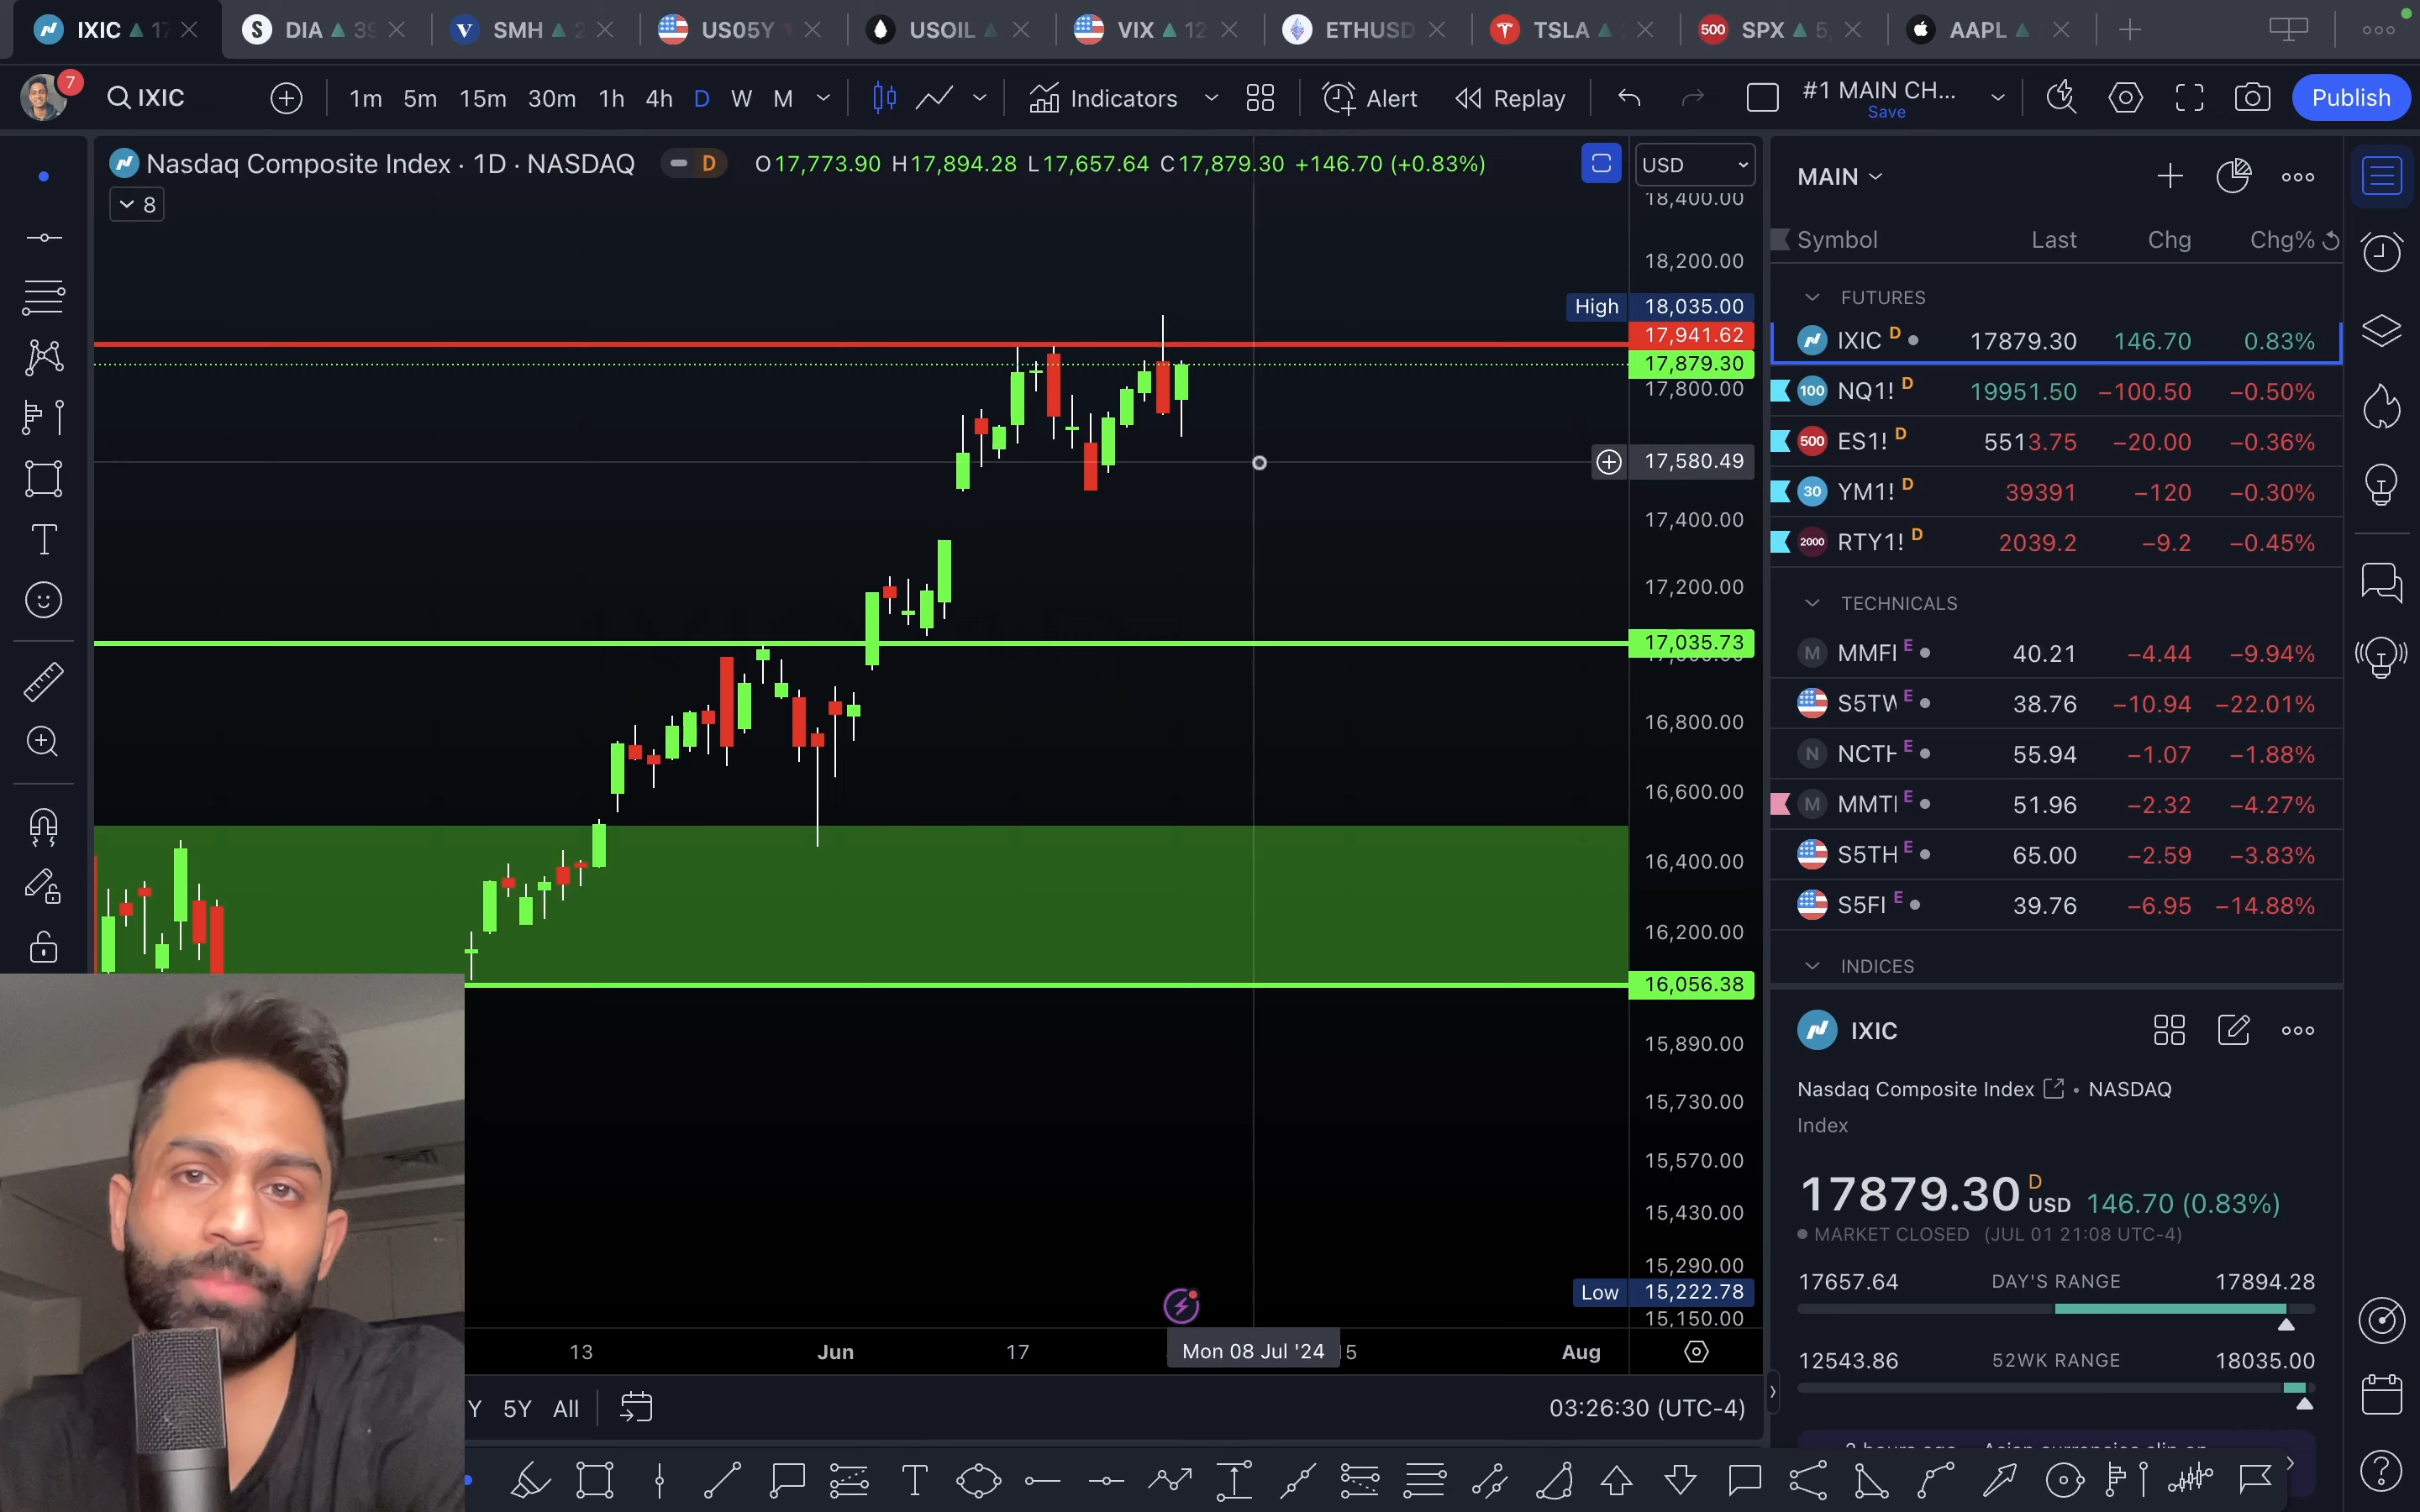 IXIC
DIA
SMH
US05Y
USOIL
VIX 12
ETHUSD
TSLA
500 SPX 5,
AAPL
7
IXIC
1m 5m 15m 30m 1h 4h D W M
Indicators
Alert
Replay
#1 MAIN CH...
Save
Publish
Nasdaq Composite Index · 1D · NASDAQ
D
O17,773.90 H17,894.28 L17,657.64 C17,879.30 +146.70 (+0.83%)
8
USD
18,400.00
18,200.00
High 18,035.00
17,941.62
17,879.30
17,800.00
17,580.49
17,400.00
17,200.00
17,035.73
16,800.00
16,600.00
16,400.00
16,200.00
16,056.38
15,890.00
15,730.00
15,570.00
15,430.00
15,290.00
Low 15,222.78
15,150.00
13 Jun 17 Mon 08 Jul '24 15 Aug
Y 5Y All
03:26:30 (UTC-4)
MAIN
Symbol Last Chg Chg%
FUTURES
IXIC D 17879.30 146.70 0.83%
100 NQ1! D 19951.50 −100.50 −0.50%
500 ES1! D 5513.75 −20.00 −0.36%
30 YM1! D 39391 −120 −0.30%
2000 RTY1! D 2039.2 −9.2 −0.45%
TECHNICALS
M MMFI E 40.21 −4.44 −9.94%
S5TW E 38.76 −10.94 −22.01%
N NCTH E 55.94 −1.07 −1.88%
M MMTI E 51.96 −2.32 −4.27%
S5TH E 65.00 −2.59 −3.83%
S5FI E 39.76 −6.95 −14.88%
INDICES
IXIC
Nasdaq Composite Index • NASDAQ
Index
17879.30 D USD 146.70 (0.83%)
MARKET CLOSED (JUL 01 21:08 UTC-4)
17657.64 DAY'S RANGE 17894.28
12543.86 52WK RANGE 18035.00